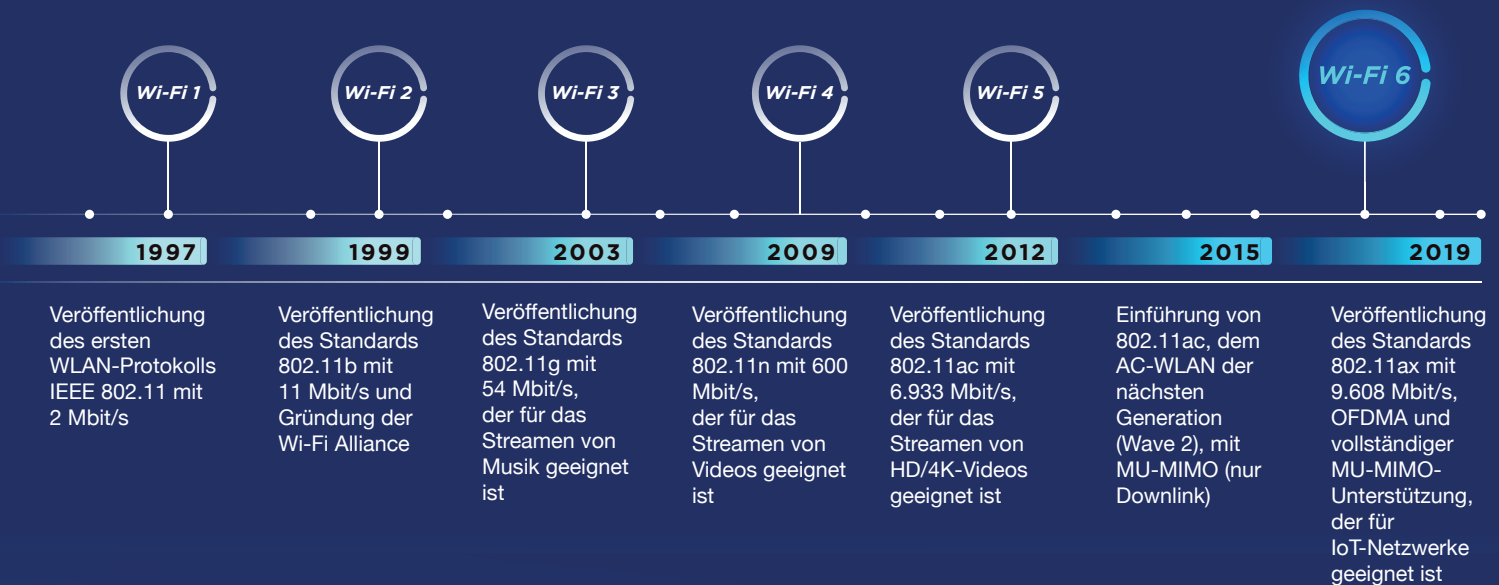 Wi-Fi 1
Wi-Fi 2
Wi-Fi 3
Wi-Fi 4
Wi-Fi 5
Wi-Fi 6
1997
1999
2003
2009
2012
2015
2019
Veröffentlichung
des ersten
WLAN-Protokolls
IEEE 802.11 mit
2 Mbit/s
Veröffentlichung
des Standards
802.11b mit
11 Mbit/s und
Gründung der
Wi-Fi Alliance
Veröffentlichung
des Standards
802.11g mit
54 Mbit/s,
der für das
Streamen von
Musik geeignet
ist
Veröffentlichung
des Standards
802.11n mit 600
Mbit/s,
der für das
Streamen von
Videos geeignet
ist
Veröffentlichung
des Standards
802.11ac mit
6.933 Mbit/s,
der für das
Streamen von
HD/4K-Videos
geeignet ist
Einführung von
802.11ac, dem
AC-WLAN der
nächsten
Generation
(Wave 2), mit
MU-MIMO (nur
Downlink)
Veröffentlichung
des Standards
802.11ax mit
9.608 Mbit/s,
OFDMA und
vollständiger
MU-MIMO-
Unterstützung,
der für
IoT-Netzwerke
geeignet ist